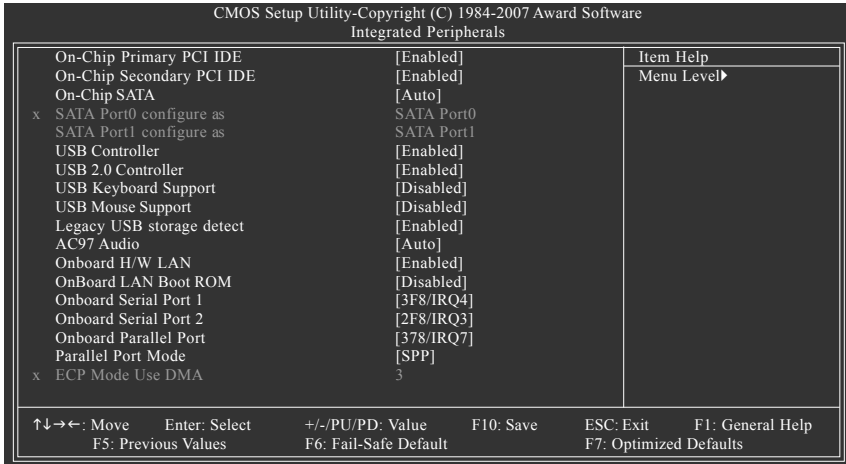 CMOS Setup Utility-Copyright (C) 1984-2007 Award Software
Integrated Peripherals
On-Chip Primary PCI IDE [Enabled] Item Help
On-Chip Secondary PCI IDE [Enabled] Menu Level▶
On-Chip SATA [Auto]
x SATA Port0 configure as SATA Port0
SATA Port1 configure as SATA Port1
USB Controller [Enabled]
USB 2.0 Controller [Enabled]
USB Keyboard Support [Disabled]
USB Mouse Support [Disabled]
Legacy USB storage detect [Enabled]
AC97 Audio [Auto]
Onboard H/W LAN [Enabled]
OnBoard LAN Boot ROM [Disabled]
Onboard Serial Port 1 [3F8/IRQ4]
Onboard Serial Port 2 [2F8/IRQ3]
Onboard Parallel Port [378/IRQ7]
Parallel Port Mode [SPP]
x ECP Mode Use DMA 3
↑↓→←: Move Enter: Select +/-/PU/PD: Value F10: Save ESC: Exit F1: General Help
F5: Previous Values F6: Fail-Safe Default F7: Optimized Defaults